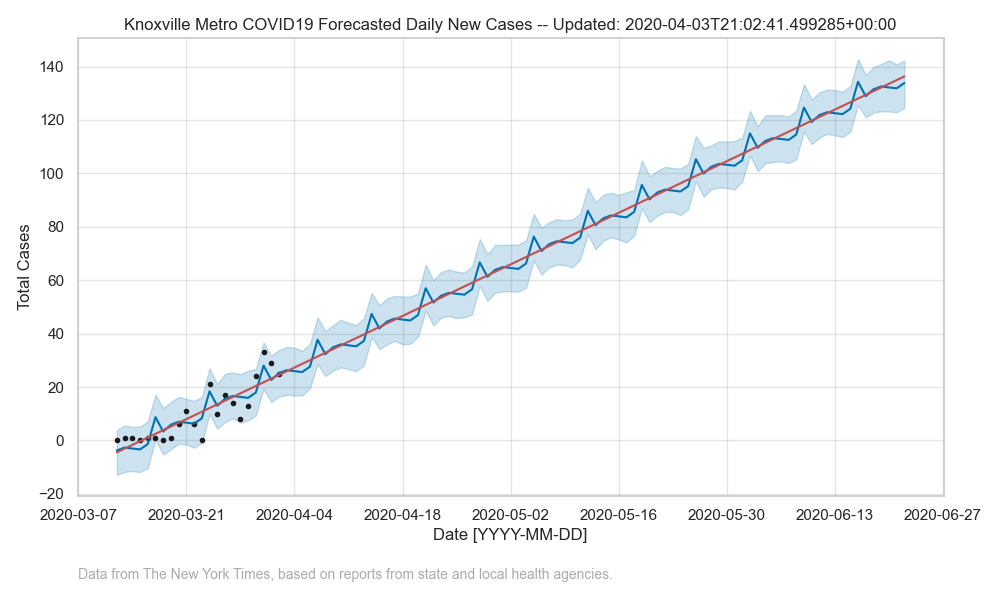 Knoxville Metro COVID19 Forecasted Daily New Cases -- Updated: 2020-04-03T21:02:41.499285+00:00
140
120
100
80
60
40
20
0
−20
Total Cases
2020-03-07 2020-03-21 2020-04-04 2020-04-18 2020-05-02 2020-05-16 2020-05-30 2020-06-13 2020-06-27
Date [YYYY-MM-DD]
Data from The New York Times, based on reports from state and local health agencies.